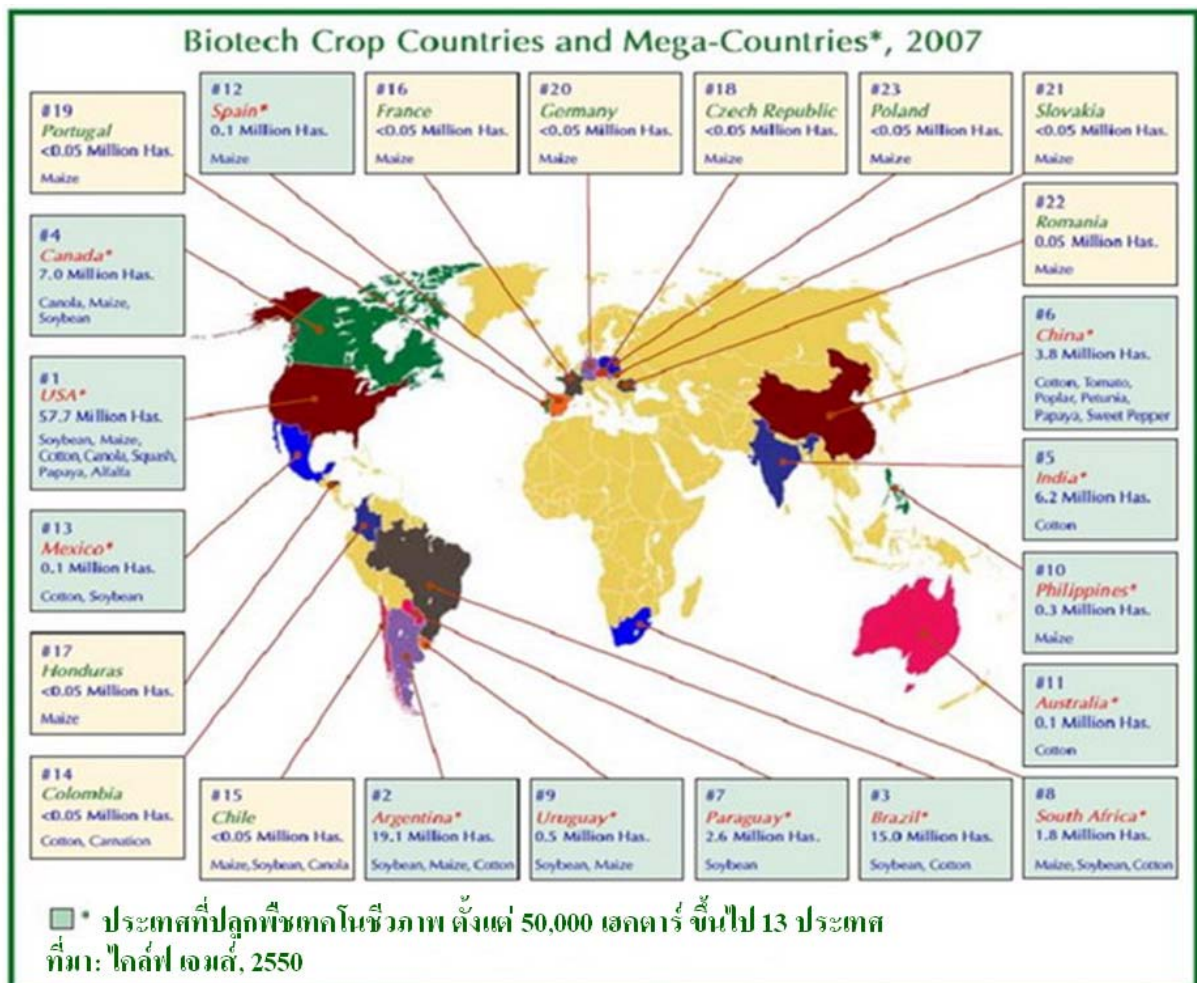 Biotech Crop Countries and Mega-Countries*, 2007
#19
Portugal
<0.05 Million Has.
Maize
#12
Spain*
0.1 Million Has.
Maize
#16
France
<0.05 Million Has.
Maize
#20
Germany
<0.05 Million Has.
Maize
#18
Czech Republic
<0.05 Million Has.
Maize
#23
Poland
<0.05 Million Has.
Maize
#21
Slovakia
<0.05 Million Has.
Maize
#22
Romania
0.05 Million Has.
Maize
#4
Canada*
7.0 Million Has.
Canola, Maize,
Soybean
#6
China*
3.8 Million Has.
Cotton, Tomato,
Poplar, Petunia,
Papaya, Sweet Pepper
#1
USA*
57.7 Million Has.
Soybean, Maize,
Cotton, Canola, Squash,
Papaya, Alfalfa
#5
India*
6.2 Million Has.
Cotton
#13
Mexico*
0.1 Million Has.
Cotton, Soybean
#10
Philippines*
0.3 Million Has.
Maize
#17
Honduras
<0.05 Million Has.
Maize
#11
Australia*
0.1 Million Has.
Cotton
#14
Colombia
<0.05 Million Has.
Cotton, Carnation
#15
Chile
<0.05 Million Has.
Maize, Soybean, Canola
#2
Argentina*
19.1 Million Has.
Soybean, Maize, Cotton
#9
Uruguay*
0.5 Million Has.
Soybean, Maize
#7
Paraguay*
2.6 Million Has.
Soybean
#3
Brazil*
15.0 Million Has.
Soybean, Cotton
#8
South Africa*
1.8 Million Has.
Maize, Soybean, Cotton
* ประเทศที่ปลูกพืชเทคโนชีวภาพ ตั้งแต่ 50,000 เฮคตาร์ ขึ้นไป 13 ประเทศ
ที่มา: ไคล์ฟ เจมส์, 2550